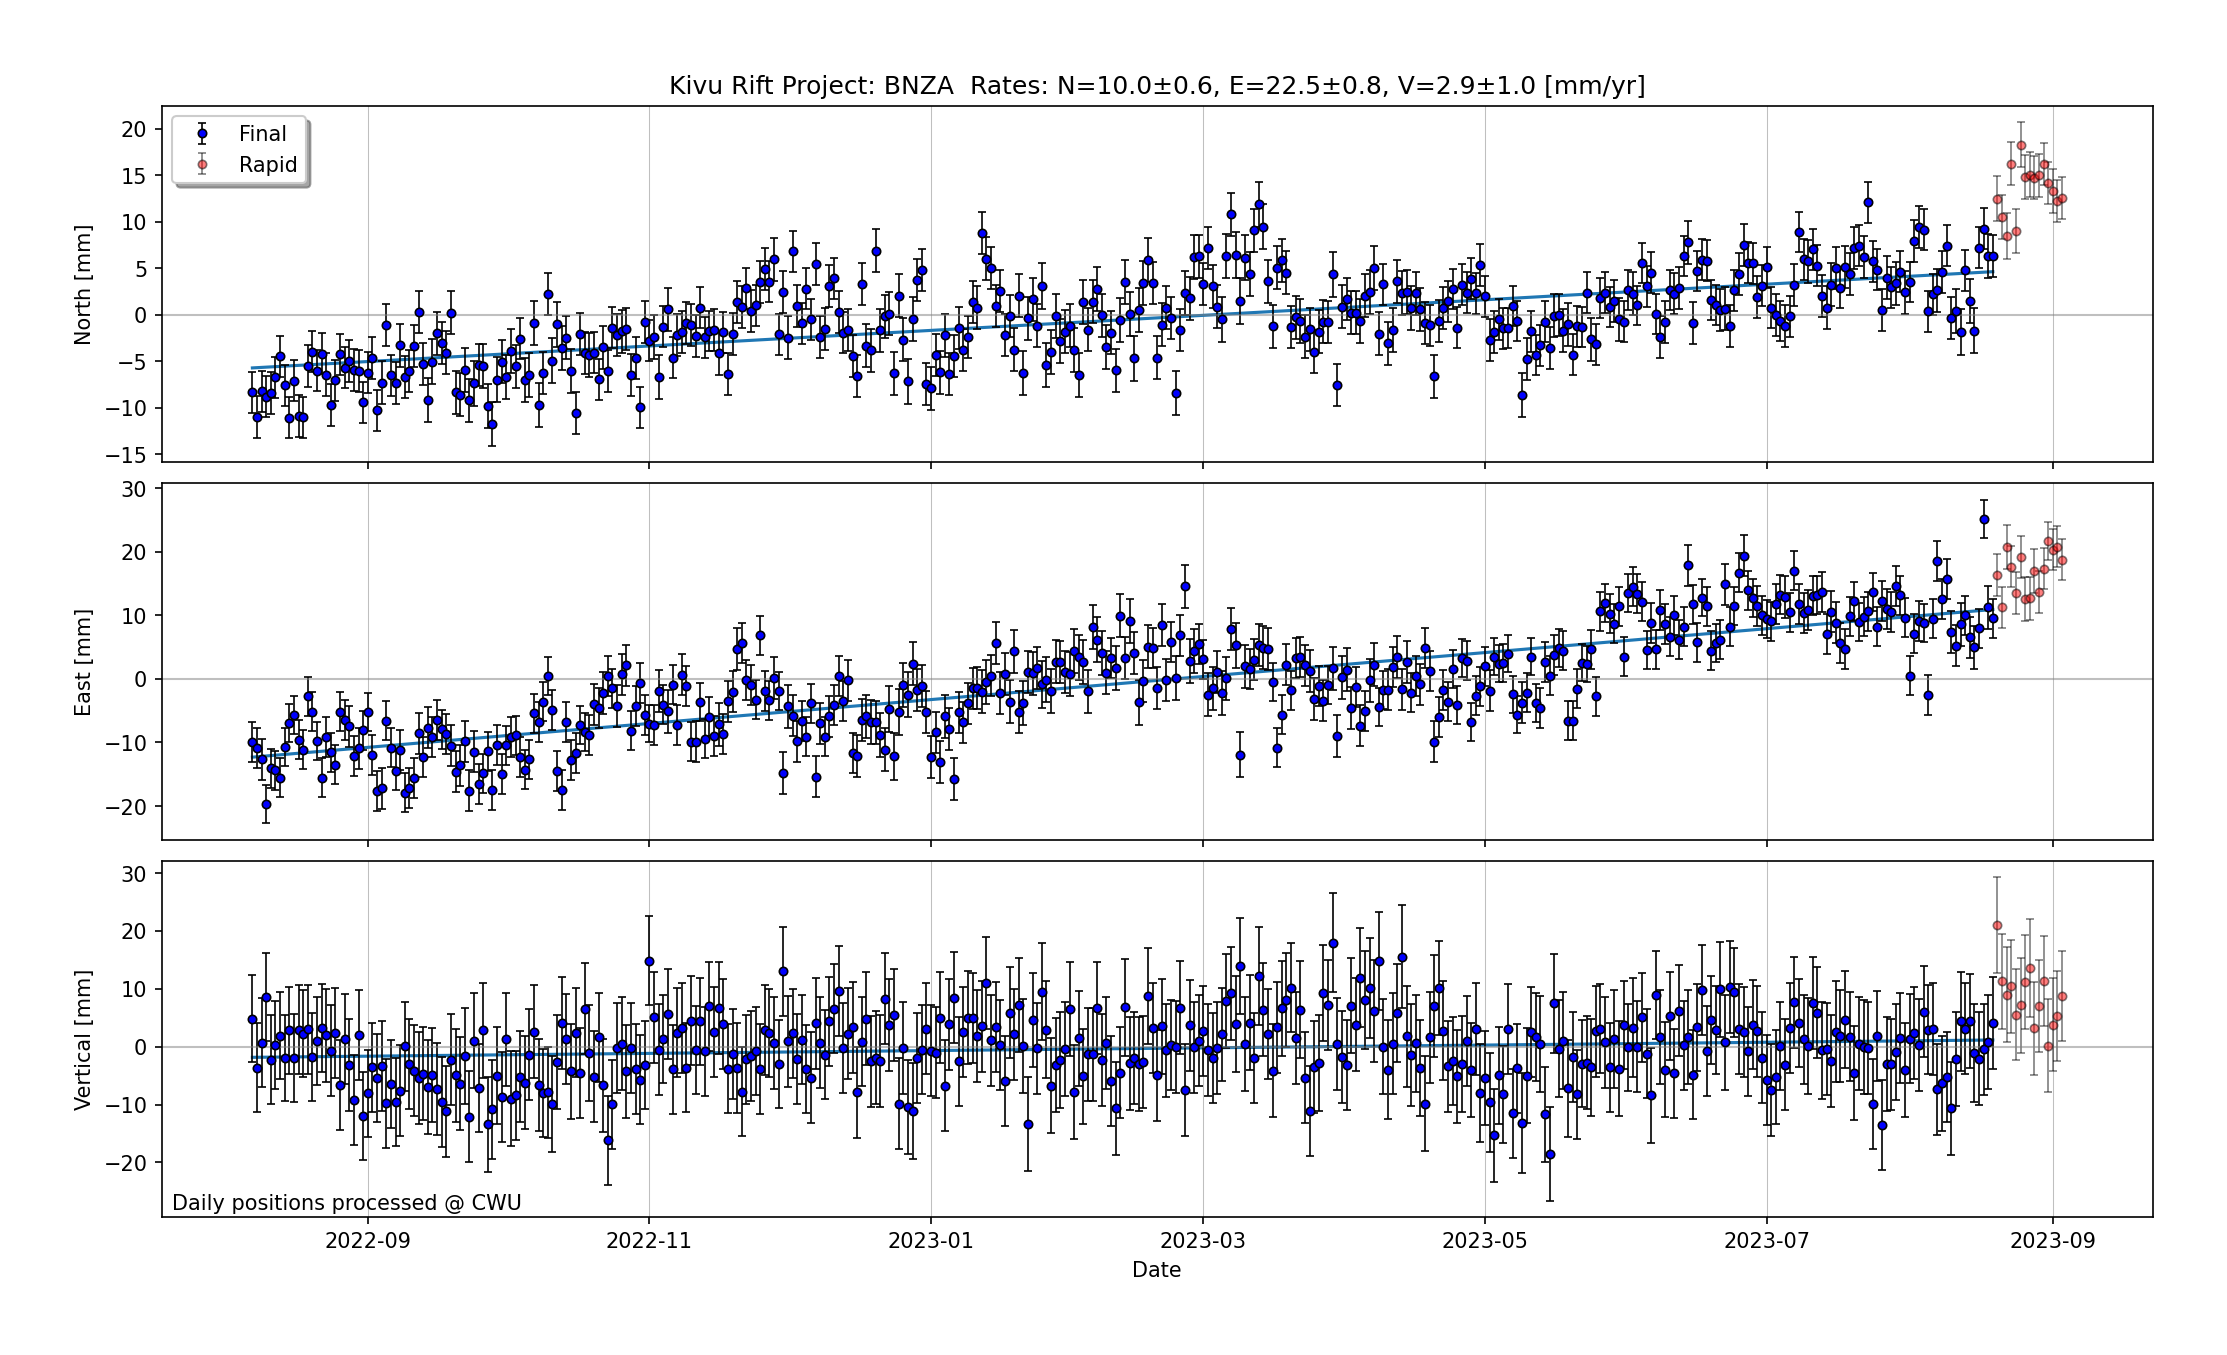 Kivu Rift Project: BNZA  Rates: N=10.0±0.6, E=22.5±0.8, V=2.9±1.0 [mm/yr]
Final
Rapid
North [mm]
20
15
10
5
0
−5
−10
−15
East [mm]
30
20
10
0
−10
−20
Vertical [mm]
30
20
10
0
−10
−20
Daily positions processed @ CWU
2022-09 2022-11 2023-01 2023-03 2023-05 2023-07 2023-09
Date